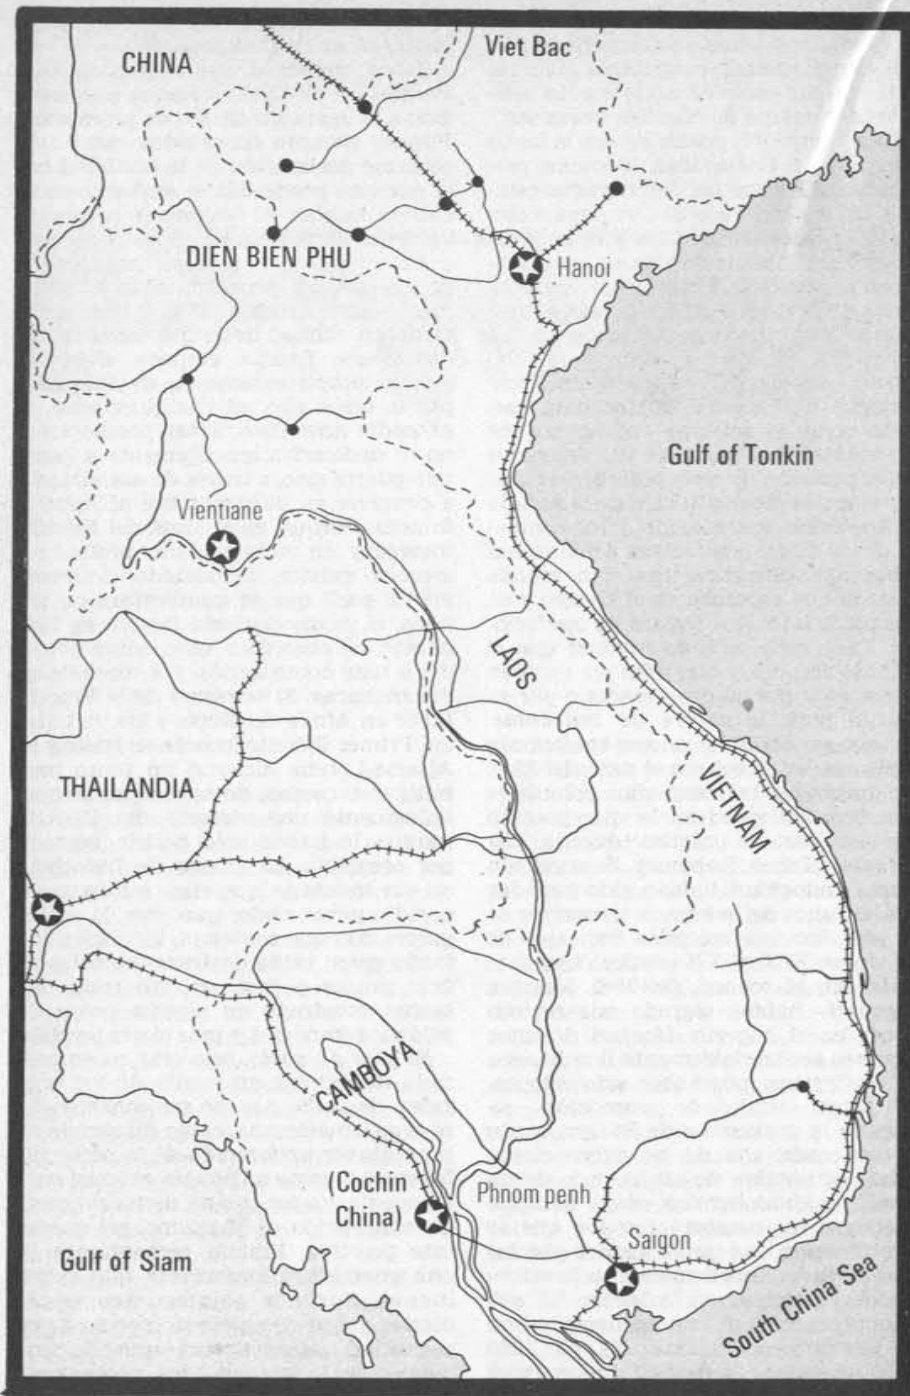 CHINA
Viet Bac
DIEN BIEN PHU
Hanoi
Gulf of Tonkin
Vientiane
LAOS
THAILANDIA
VIETNAM
CAMBOYA
(Cochin
China)
Phnom penh
Saigon
Gulf of Siam
South China Sea